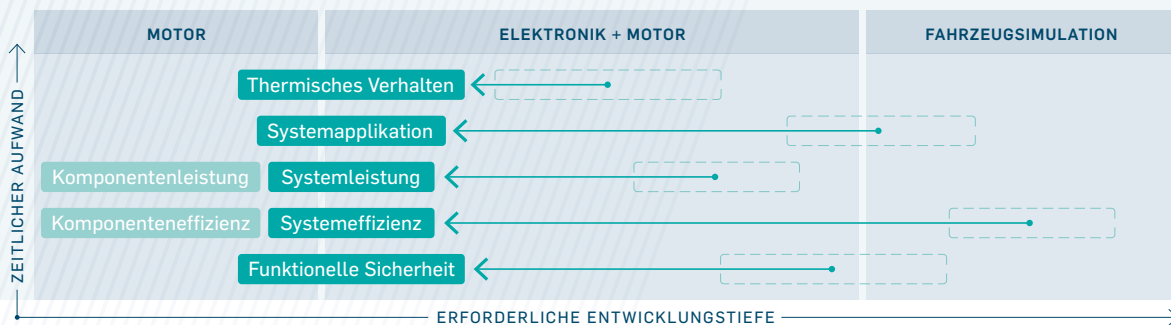 MOTOR
ELEKTRONIK + MOTOR
FAHRZEUGSIMULATION
ZEITLICHER AUFWAND
Thermisches Verhalten
Systemapplikation
Komponentenleistung
Systemleistung
Komponenteneffizienz
Systemeffizienz
Funktionelle Sicherheit
ERFORDERLICHE ENTWICKLUNGSTIEFE